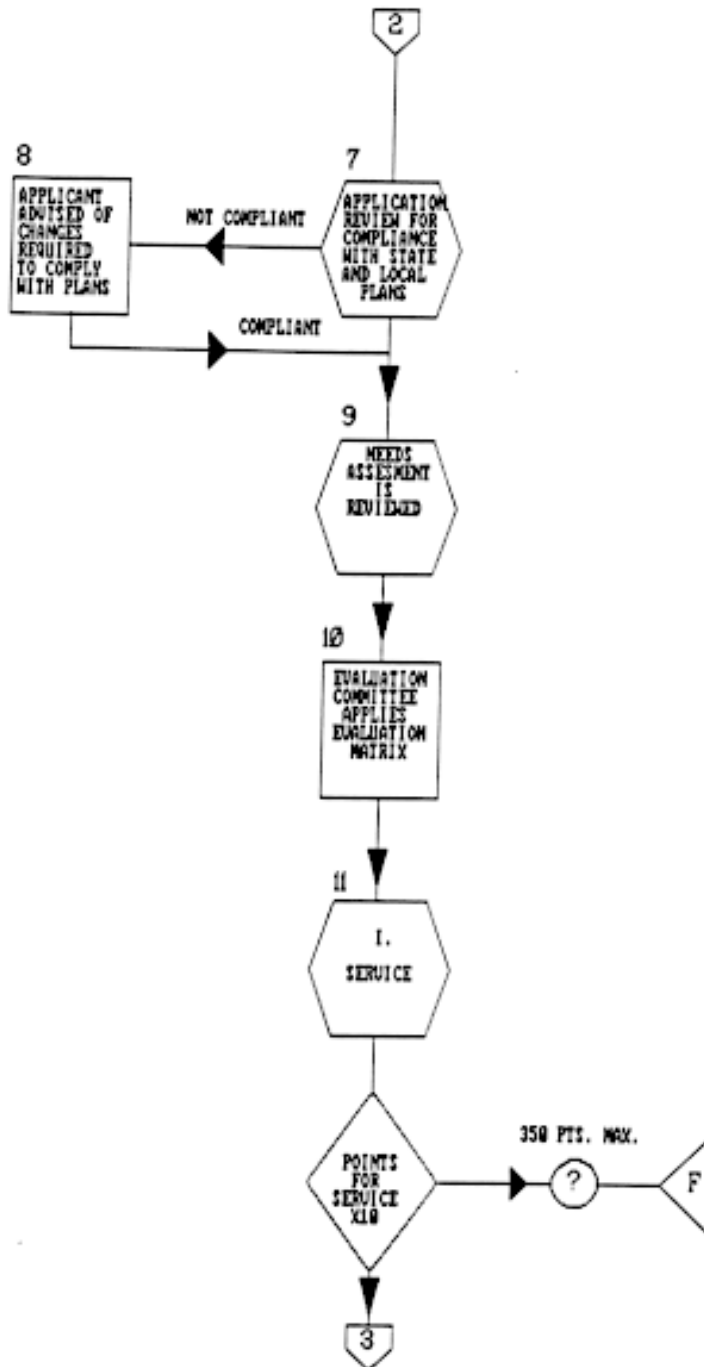 2
8
7
APPLICANT
ADVISED OF
CHANGES
REQUIRED
TO COMPLY
WITH PLANS
NOT COMPLIANT
APPLICATION
REVIEW FOR
COMPLIANCE
WITH STATE
AND LOCAL
PLANS
COMPLIANT
9
NEEDS
ASSESMENT
IS
REVIEWED
10
EVALUATION
COMMITTEE
APPLIES
EVALUATION
MATRIX
11
I.
SERVICE
350 PTS. MAX.
POINTS
FOR
SERVICE
X10
?
F
3